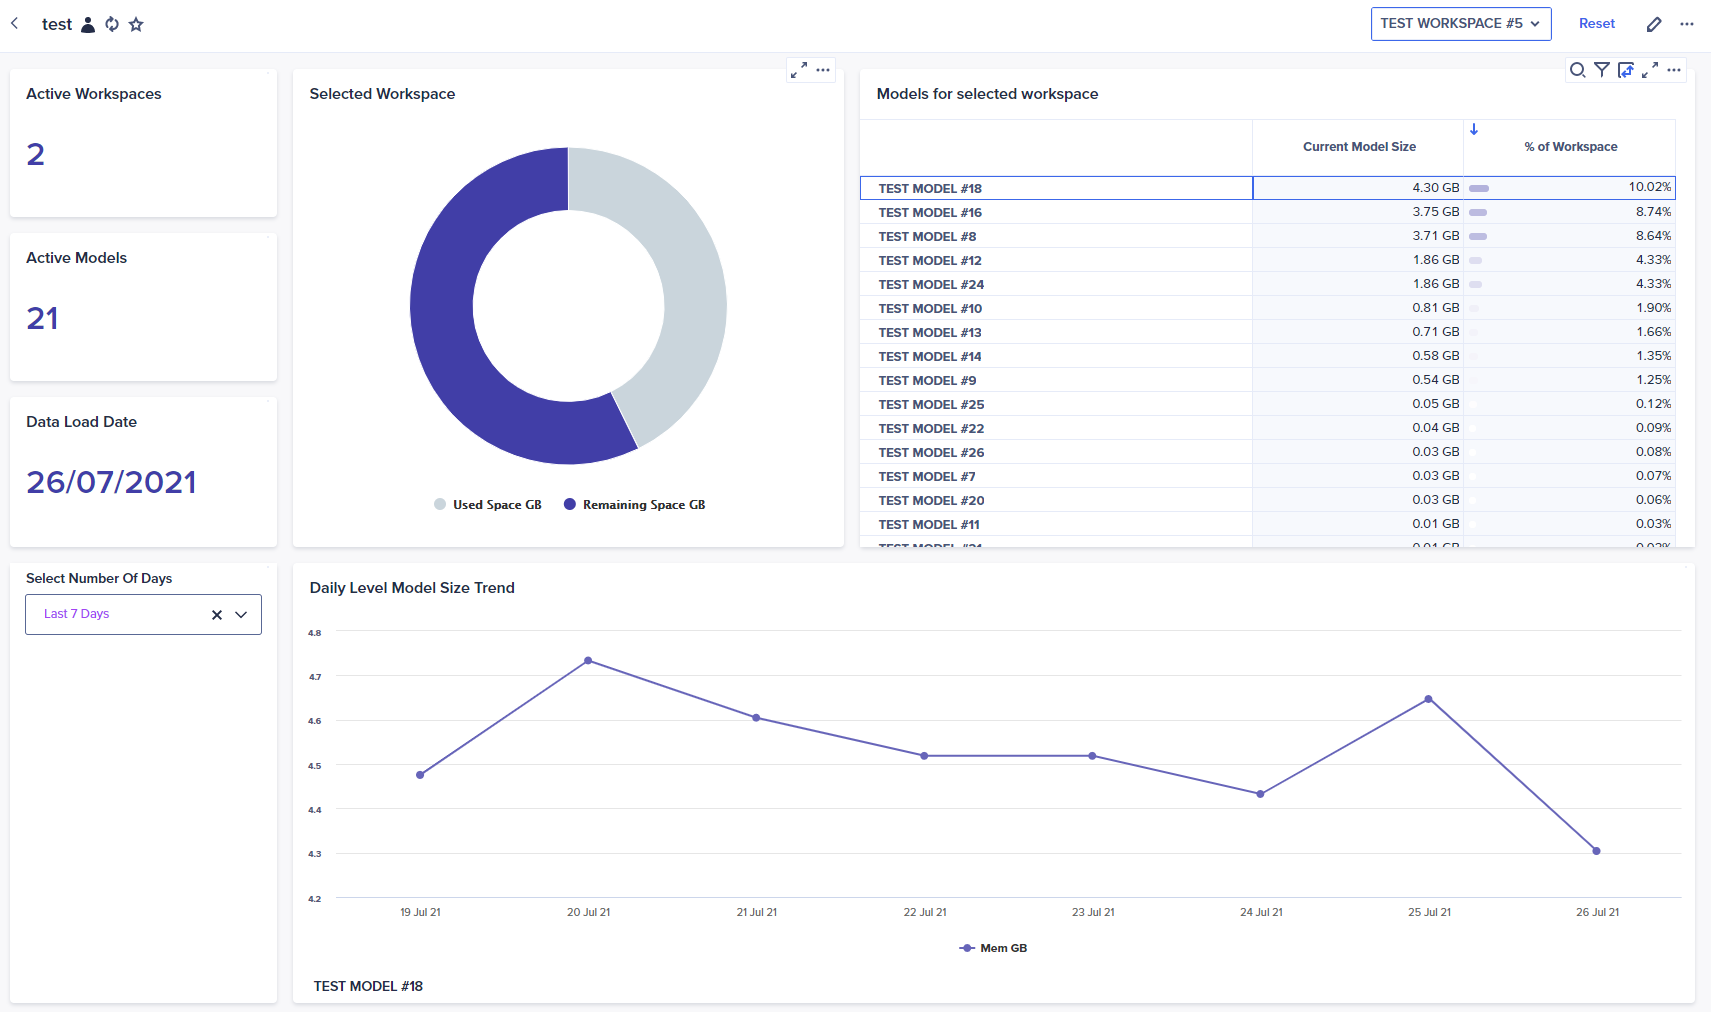 test
TEST WORKSPACE #5
Reset
Active Workspaces
2
Active Models
21
Data Load Date
26/07/2021
Selected Workspace
Used Space GB
Remaining Space GB
Models for selected workspace
Current Model Size
% of Workspace
TEST MODEL #18 4.30 GB 10.02%
TEST MODEL #16 3.75 GB 8.74%
TEST MODEL #8 3.71 GB 8.64%
TEST MODEL #12 1.86 GB 4.33%
TEST MODEL #24 1.86 GB 4.33%
TEST MODEL #10 0.81 GB 1.90%
TEST MODEL #13 0.71 GB 1.66%
TEST MODEL #14 0.58 GB 1.35%
TEST MODEL #9 0.54 GB 1.25%
TEST MODEL #25 0.05 GB 0.12%
TEST MODEL #22 0.04 GB 0.09%
TEST MODEL #26 0.03 GB 0.08%
TEST MODEL #7 0.03 GB 0.07%
TEST MODEL #20 0.03 GB 0.06%
TEST MODEL #11 0.01 GB 0.03%
Select Number Of Days
Last 7 Days
Daily Level Model Size Trend
4.8
4.7
4.6
4.5
4.4
4.3
4.2
19 Jul 21 20 Jul 21 21 Jul 21 22 Jul 21 23 Jul 21 24 Jul 21 25 Jul 21 26 Jul 21
Mem GB
TEST MODEL #18